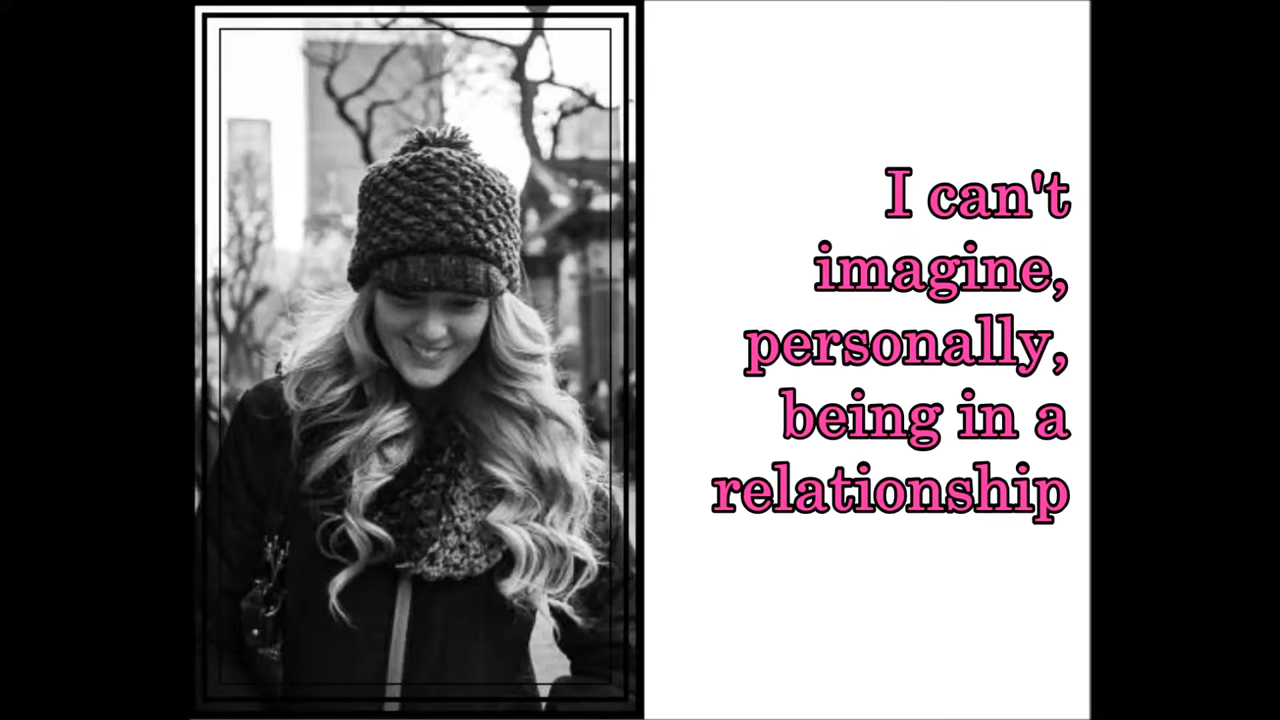 I can't
imagine,
personally,
being in a
relationship